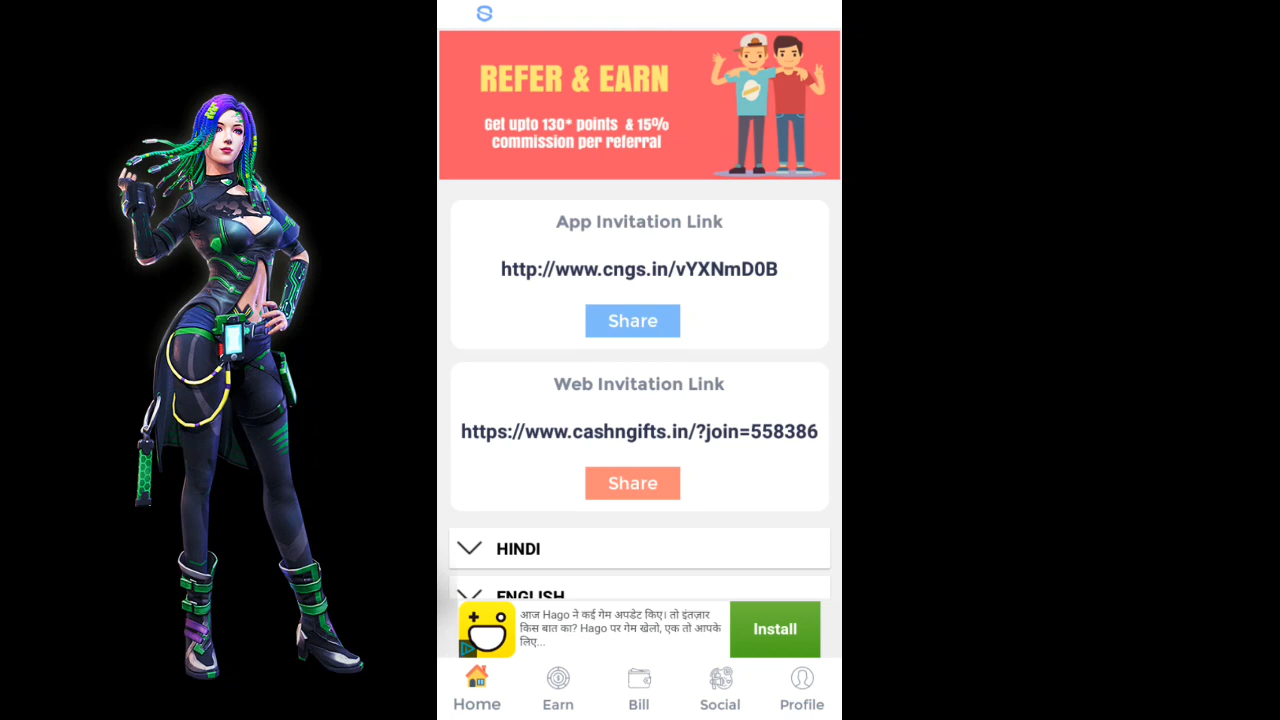 REFER & EARN
Get upto 130* points & 15%
commission per referral
App Invitation Link
http://www.cngs.in/vYXNmD0B
Share
Web Invitation Link
https://www.cashngifts.in/?join=558386
Share
HINDI
ENGLISH
आज Hago ने कई गेम अपडेट किए। तो इंतज़ार
किस बात का? Hago पर गेम खेलो, एक तो आपके
लिए...
Install
Home
Earn
Bill
Social
Profile